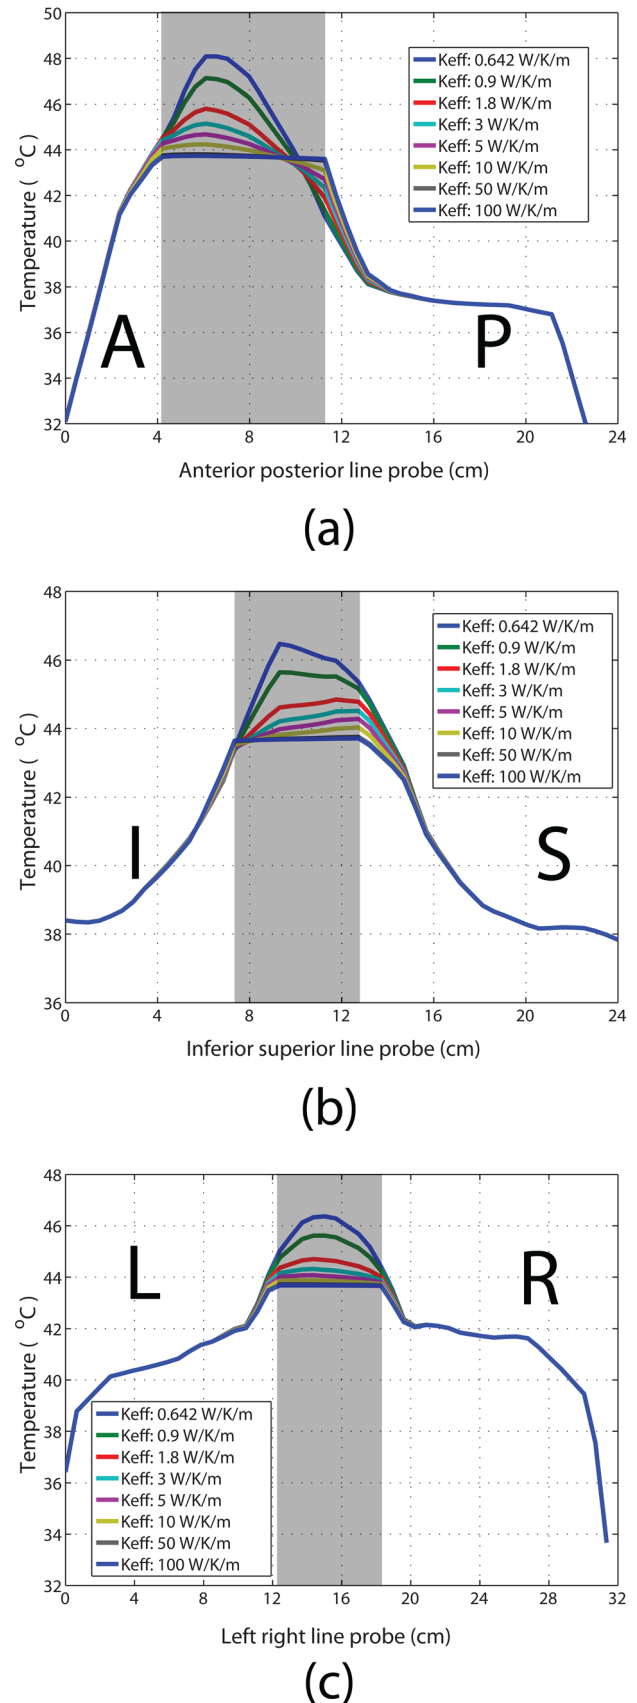 50
48
46
44
42
40
38
36
34
32
Temperature ( °C)
Keff: 0.642 W/K/m
Keff: 0.9 W/K/m
Keff: 1.8 W/K/m
Keff: 3 W/K/m
Keff: 5 W/K/m
Keff: 10 W/K/m
Keff: 50 W/K/m
Keff: 100 W/K/m
A P
0 4 8 12 16 20 24
Anterior posterior line probe (cm)
(a)
48
46
44
42
40
38
36
Temperature ( °C)
Keff: 0.642 W/K/m
Keff: 0.9 W/K/m
Keff: 1.8 W/K/m
Keff: 3 W/K/m
Keff: 5 W/K/m
Keff: 10 W/K/m
Keff: 50 W/K/m
Keff: 100 W/K/m
I S
0 4 8 12 16 20 24
Inferior superior line probe (cm)
(b)
48
46
44
42
40
38
36
34
32
Temperature ( °C)
L R
Keff: 0.642 W/K/m
Keff: 0.9 W/K/m
Keff: 1.8 W/K/m
Keff: 3 W/K/m
Keff: 5 W/K/m
Keff: 10 W/K/m
Keff: 50 W/K/m
Keff: 100 W/K/m
0 4 8 12 16 20 24 28 32
Left right line probe (cm)
(c)